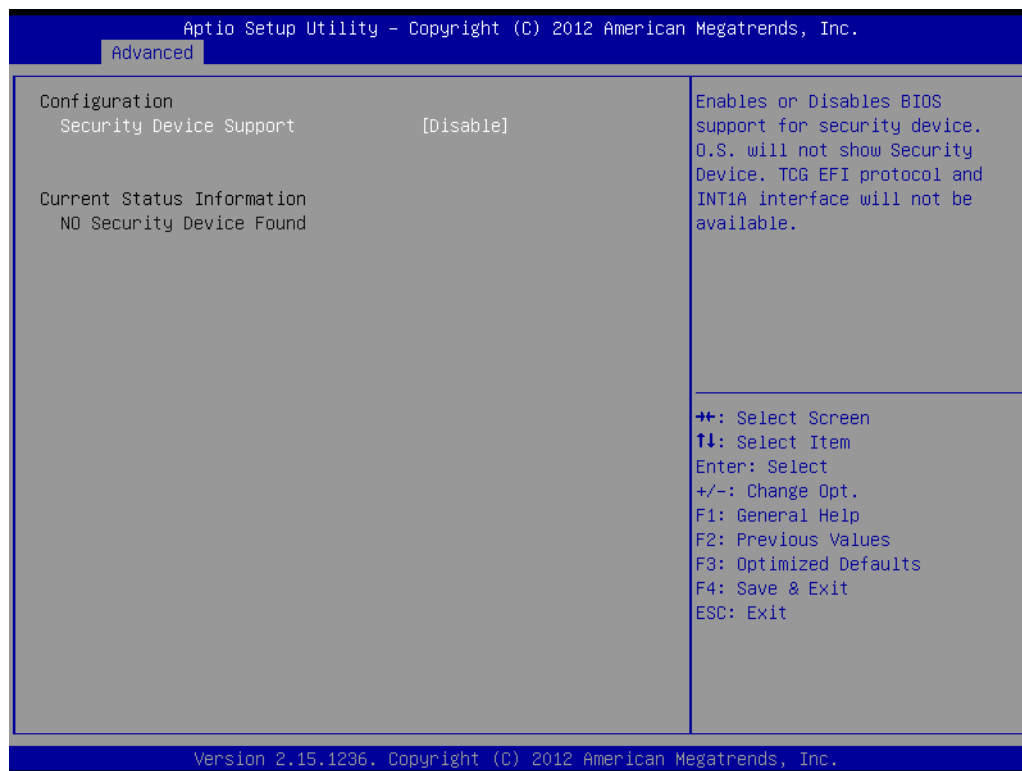 Aptio Setup Utility – Copyright (C) 2012 American Megatrends, Inc.
Advanced
Configuration
Security Device Support [Disable]
Current Status Information
NO Security Device Found
Enables or Disables BIOS
support for security device.
O.S. will not show Security
Device. TCG EFI protocol and
INT1A interface will not be
available.
→←: Select Screen
↑↓: Select Item
Enter: Select
+/-: Change Opt.
F1: General Help
F2: Previous Values
F3: Optimized Defaults
F4: Save & Exit
ESC: Exit
Version 2.15.1236. Copyright (C) 2012 American Megatrends, Inc.